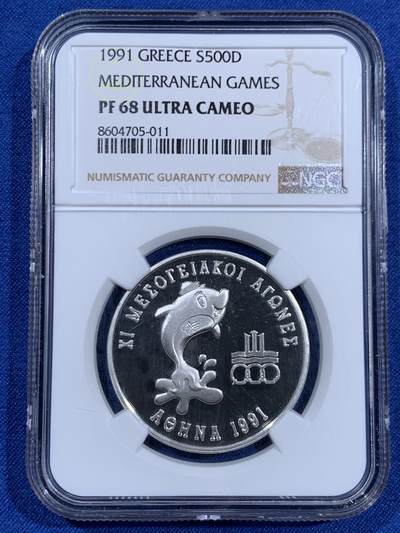 1991 GREECE S500D
MEDITERRANEAN GAMES
PF 68 ULTRA CAMEO
8604705-011
NUMISMATIC GUARANTY COMPANY
NGC
ΧΙ ΜΕΣΟΓΕΙΑΚΟΙ ΑΓΩΝΕΣ
ΑΘΗΝΑ 1991